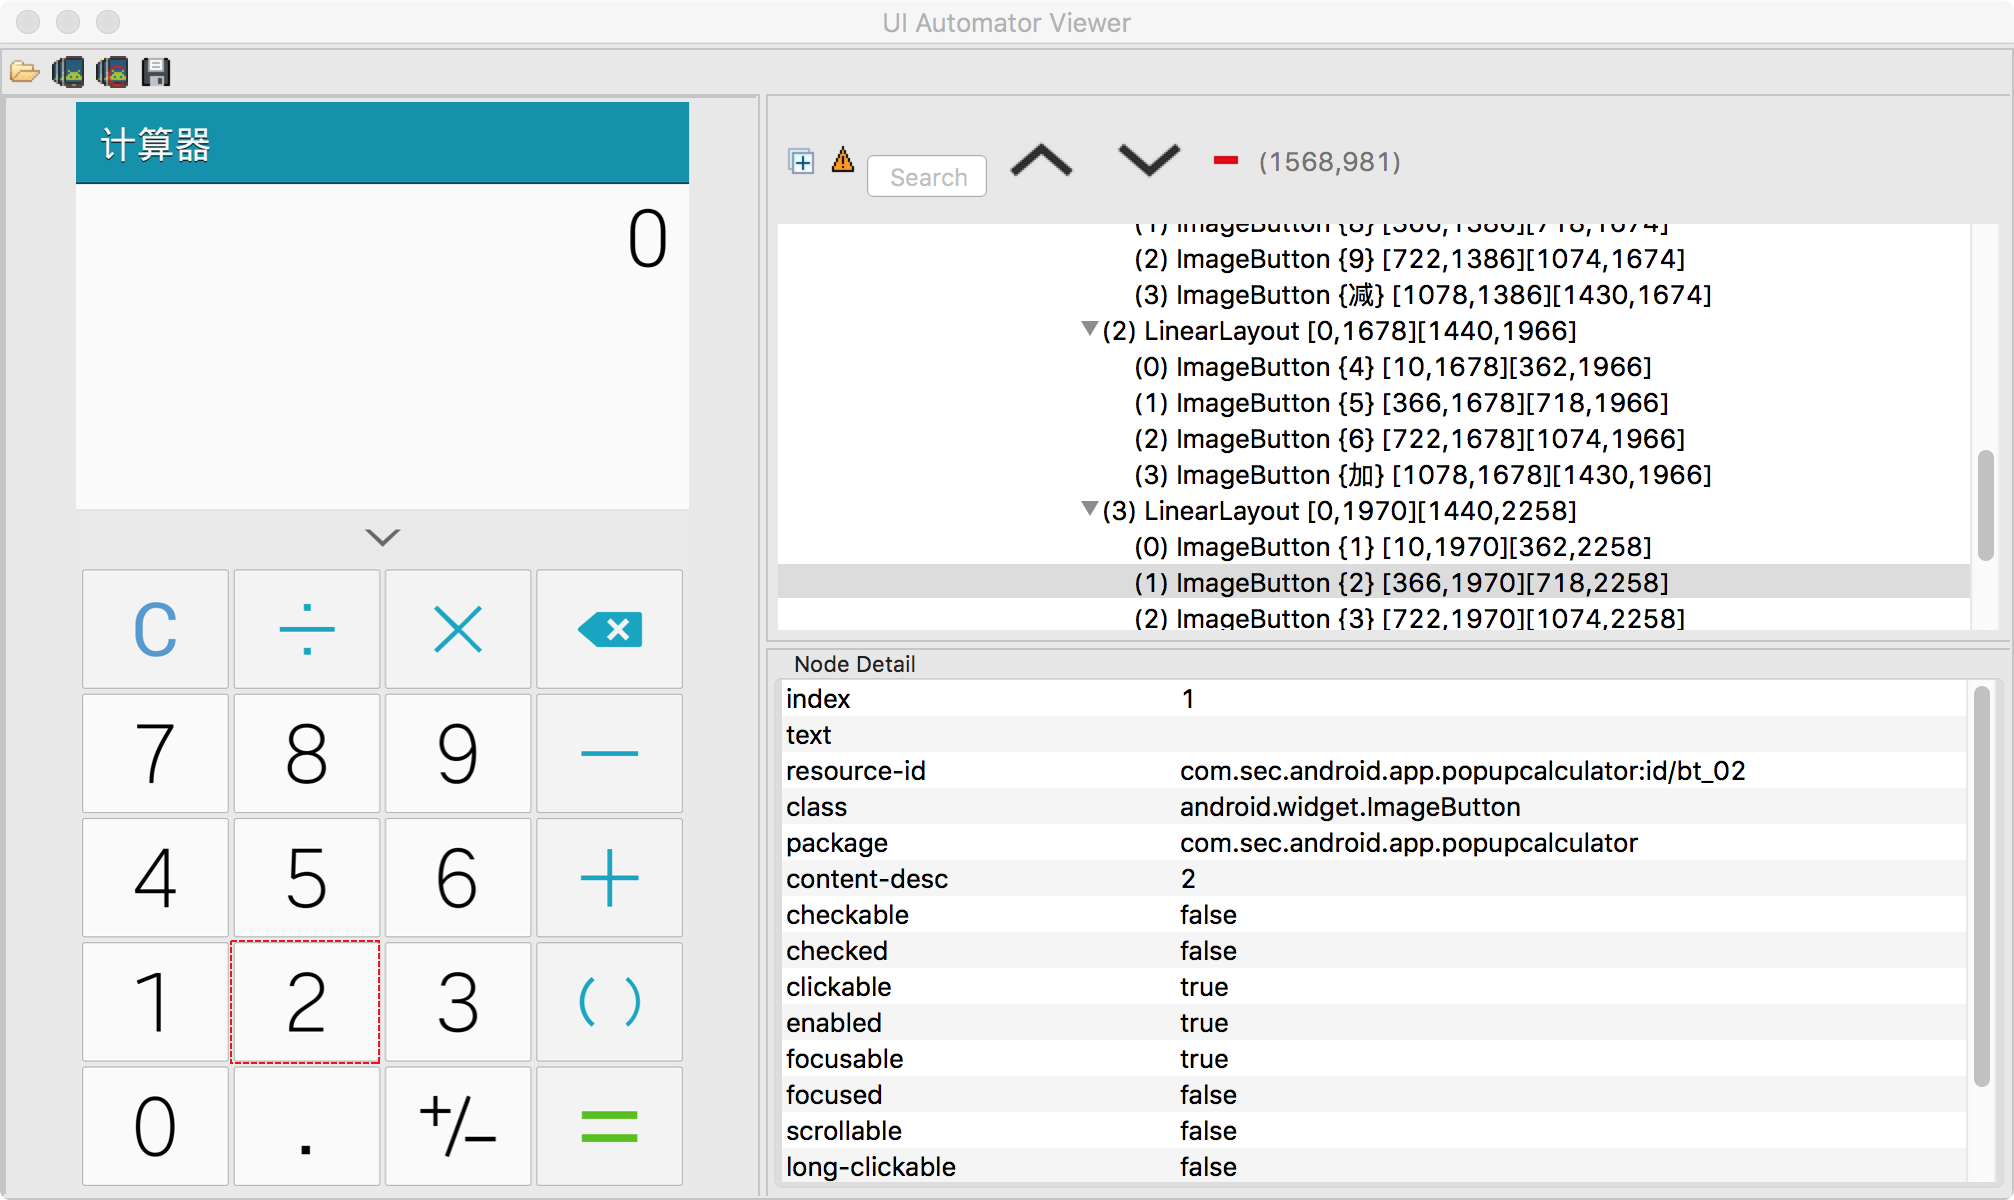 UI Automator Viewer
计算器
0
C ÷ ×
7 8 9 −
4 5 6 +
1 2 3 ( )
0 . +/− =
Search
(1568,981)
(1) ImageButton {8} [366,1386][718,1674]
(2) ImageButton {9} [722,1386][1074,1674]
(3) ImageButton {减} [1078,1386][1430,1674]
(2) LinearLayout [0,1678][1440,1966]
(0) ImageButton {4} [10,1678][362,1966]
(1) ImageButton {5} [366,1678][718,1966]
(2) ImageButton {6} [722,1678][1074,1966]
(3) ImageButton {加} [1078,1678][1430,1966]
(3) LinearLayout [0,1970][1440,2258]
(0) ImageButton {1} [10,1970][362,2258]
(1) ImageButton {2} [366,1970][718,2258]
(2) ImageButton {3} [722,1970][1074,2258]
Node Detail
index 1
text
resource-id com.sec.android.app.popupcalculator:id/bt_02
class android.widget.ImageButton
package com.sec.android.app.popupcalculator
content-desc 2
checkable false
checked false
clickable true
enabled true
focusable true
focused false
scrollable false
long-clickable false